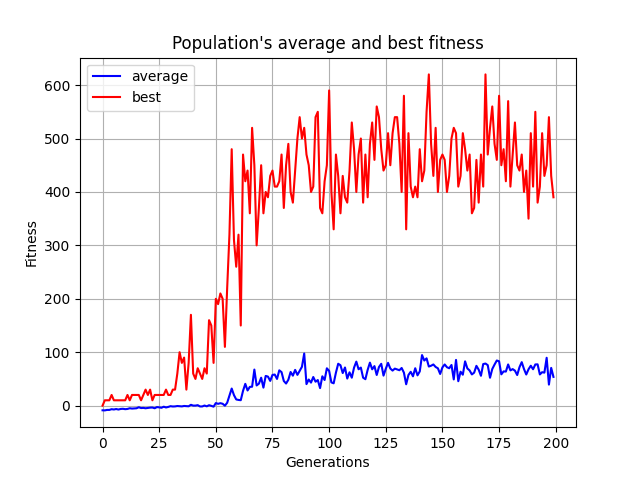 Population's average and best fitness
average
best
600
500
400
300
200
100
0
Fitness
0 25 50 75 100 125 150 175 200
Generations